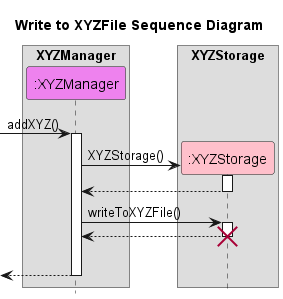 Write to XYZFile Sequence Diagram
XYZManager
XYZStorage
:XYZManager
addXYZ()
XYZStorage()
:XYZStorage
writeToXYZFile()